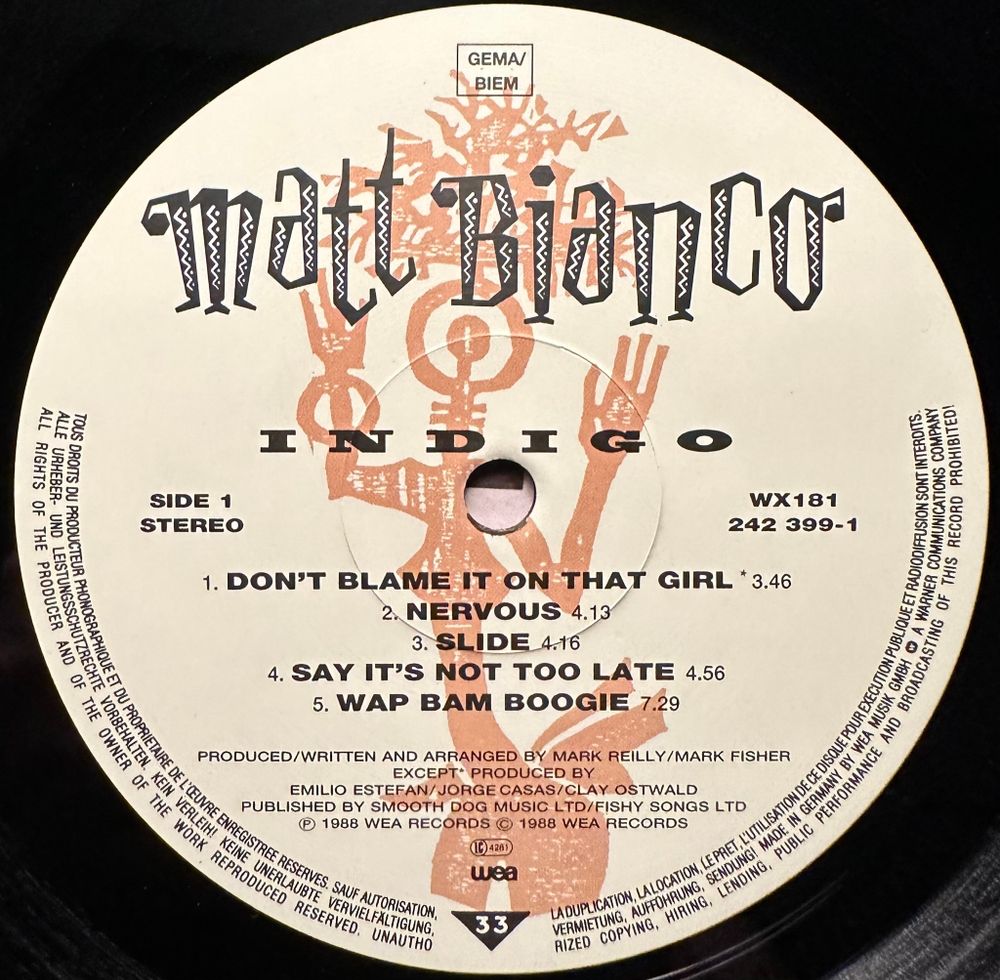 GEMA/
BIEM
matt Bianco
INDIGO
SIDE 1
STEREO
WX181
242 399-1
1. DON'T BLAME IT ON THAT GIRL * 3.46
2. NERVOUS 4.13
3. SLIDE 4.16
4. SAY IT'S NOT TOO LATE 4.56
5. WAP BAM BOOGIE 7.29
PRODUCED/WRITTEN AND ARRANGED BY MARK REILLY/MARK FISHER
EXCEPT* PRODUCED BY
EMILIO ESTEFAN/JORGE CASAS/CLAY OSTWALD
PUBLISHED BY SMOOTH DOG MUSIC LTD/FISHY SONGS LTD
℗ 1988 WEA RECORDS © 1988 WEA RECORDS
LC 4281
wea
33
TOUS DROITS DU PRODUCTEUR PHONOGRAPHIQUE ET DU PROPRIETAIRE DE L'ŒUVRE ENREGISTREE RESERVES. SAUF AUTORISATION,
ALLE URHEBER- UND LEISTUNGSSCHUTZRECHTE VORBEHALTEN. KEIN VERLEIH! KEINE UNERLAUBTE VERVIELFÄLTIGUNG,
ALL RIGHTS OF THE PRODUCER AND OF THE OWNER OF THE WORK REPRODUCED RESERVED. UNAUTHO
LA DUPLICATION, LA LOCATION, LE PRET, L'UTILISATION DE CE DISQUE POUR EXECUTION PUBLIQUE ET RADIODIFFUSION SONT INTERDITS.
VERMIETUNG, AUFFÜHRUNG, SENDUNG! MADE IN GERMANY BY WEA MUSIK GMBH A WARNER COMMUNICATIONS COMPANY
RIZED COPYING, HIRING, LENDING, PUBLIC PERFORMANCE AND BROADCASTING OF THIS RECORD PROHIBITED!